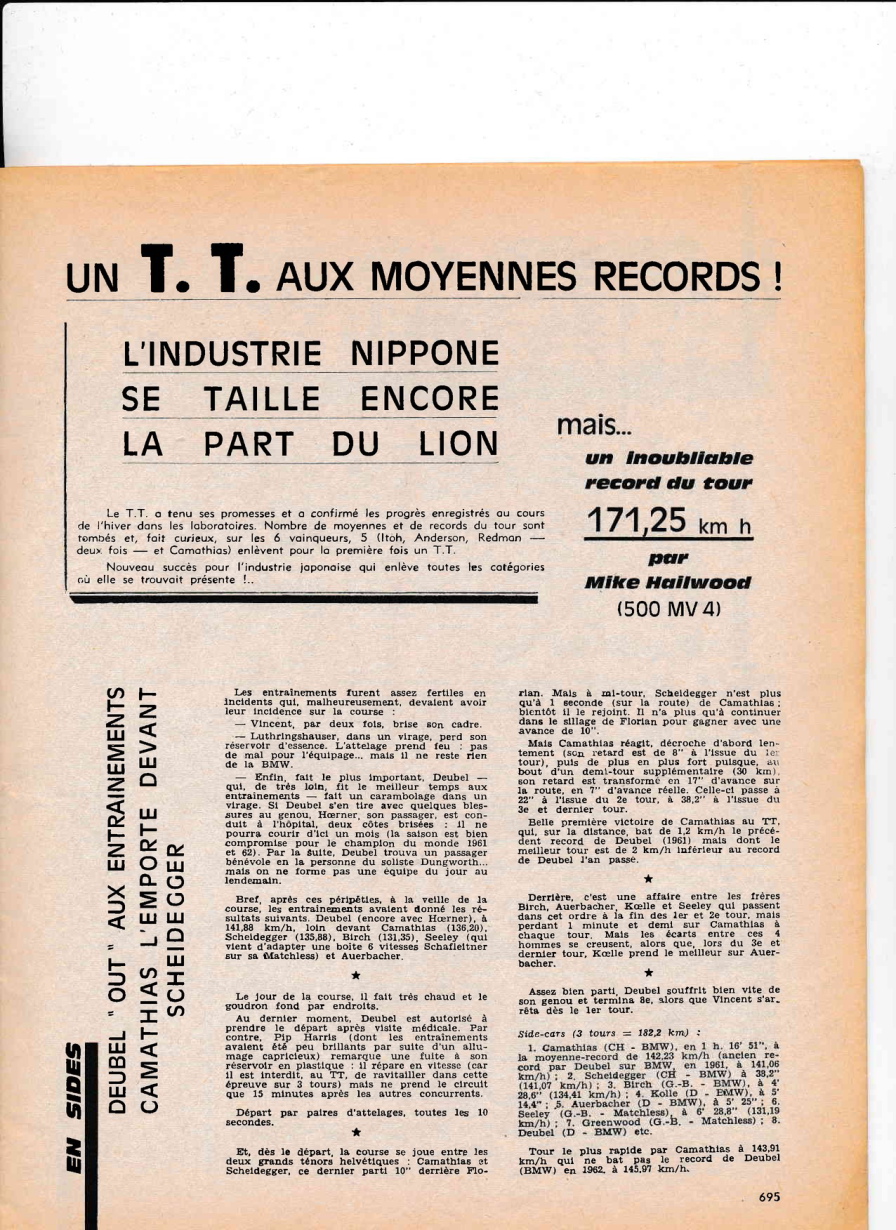 UN T. T. AUX MOYENNES RECORDS !
L'INDUSTRIE NIPPONE
SE TAILLE ENCORE
LA PART DU LION
Le T.T. a tenu ses promesses et a confirmé les progrès enregistrés au cours
de l'hiver dans les laboratoires. Nombre de moyennes et de records du tour sont
tombés et, fait curieux, sur les 6 vainqueurs, 5 (Itoh, Anderson, Redman —
deux fois — et Camathias) enlèvent pour la première fois un T.T.
Nouveau succès pour l'industrie japonaise qui enlève toutes les catégories
où elle se trouvait présente !..
mais...
un inoubliable
record du tour
171,25 km h
par
Mike Hailwood
(500 MV 4)
EN SIDES
DEUBEL " OUT " AUX ENTRAINEMENTS
CAMATHIAS L'EMPORTE DEVANT
SCHEIDEGGER
Les entraînements furent assez fertiles en
incidents qui, malheureusement, devaient avoir
leur incidence sur la course :
— Vincent, par deux fois, brise son cadre.
— Luthringshauser, dans un virage, perd son
réservoir d'essence. L'attelage prend feu : pas
de mal pour l'équipage... mais il ne reste rien
de la BMW.
— Enfin, fait le plus important, Deubel —
qui, de très loin, fit le meilleur temps aux
entraînements — fait un carambolage dans un
virage. Si Deubel s'en tire avec quelques bles-
sures au genou, Hœrner, son passager, est con-
duit à l'hôpital, deux côtes brisées : il ne
pourra courir d'ici un mois (la saison est bien
compromise pour le champion du monde 1961
et 62). Par la suite, Deubel trouva un passager
bénévole en la personne du soliste Dungworth...
mais on ne forme pas une équipe du jour au
lendemain.
Bref, après ces péripéties, à la veille de la
course, les entraînements avaient donné les ré-
sultats suivants. Deubel (encore avec Hœrner), à
141,88 km/h, loin devant Camathias (136,20),
Scheidegger (135,88), Birch (131,35), Seeley (qui
vient d'adapter une boîte 6 vitesses Schafleitner
sur sa Matchless) et Auerbacher.
★
Le jour de la course, il fait très chaud et le
goudron fond par endroits.
Au dernier moment, Deubel est autorisé à
prendre le départ après visite médicale. Par
contre, Pip Harris (dont les entraînements
avaient été peu brillants par suite d'un allu-
mage capricieux) remarque une fuite à son
réservoir en plastique : il répare en vitesse (car
il est interdit, au TT, de ravitailler dans cette
épreuve sur 3 tours) mais ne prend le circuit
que 15 minutes après les autres concurrents.
Départ par paires d'attelages, toutes les 10
secondes.
★
Et, dès le départ, la course se joue entre les
deux grands ténors helvétiques : Camathias et
Scheidegger, ce dernier parti 10" derrière Flo-
rian. Mais à mi-tour, Scheidegger n'est plus
qu'à 1 seconde (sur la route) de Camathias ;
bientôt il le rejoint. Il n'a plus qu'à continuer
dans le sillage de Florian pour gagner avec une
avance de 10".
Mais Camathias réagit, décroche d'abord len-
tement (son retard est de 8" à l'issue du 1er
tour), puis de plus en plus fort puisque, au
bout d'un demi-tour supplémentaire (30 km),
son retard est transformé en 17" d'avance sur
la route, en 7" d'avance réelle. Celle-ci passe à
22" à l'issue du 2e tour, à 38,2" à l'issue du
3e et dernier tour.
Belle première victoire de Camathias au TT,
qui, sur la distance, bat de 1,2 km/h le précé-
dent record de Deubel (1961) mais dont le
meilleur tour est de 2 km/h inférieur au record
de Deubel l'an passé.
★
Derrière, c'est une affaire entre les frères
Birch, Auerbacher, Kœlle et Seeley qui passent
dans cet ordre à la fin des 1er et 2e tour, mais
perdant 1 minute et demi sur Camathias à
chaque tour. Mais les écarts entre ces 4
hommes se creusent, alors que, lors du 3e et
dernier tour, Kœlle prend le meilleur sur Auer-
bacher.
★
Assez bien parti, Deubel souffrit bien vite de
son genou et termina 8e, alors que Vincent s'ar-
rêta dès le 1er tour.
Side-cars (3 tours = 182,2 km) :
1. Camathias (CH - BMW), en 1 h. 16' 51", à
la moyenne-record de 142,23 km/h (ancien re-
cord par Deubel sur BMW, en 1961, à 141,06
km/h) ; 2. Scheidegger (CH - BMW) à 38,2"
(141,07 km/h) ; 3. Birch (G.-B. - BMW), à 4'
28,6" (134,41 km/h) ; 4. Kolle (D - BMW), à 5'
14,4" ; 5. Auerbacher (D - BMW), à 5' 25" ; 6.
Seeley (G.-B. - Matchless), à 6' 28,8" (131,19
km/h) ; 7. Greenwood (G.-B. - Matchless) ; 8.
Deubel (D - BMW) etc.
Tour le plus rapide par Camathias à 143,91
km/h qui ne bat pas le record de Deubel
(BMW) en 1962, à 145,97 km/h.
695